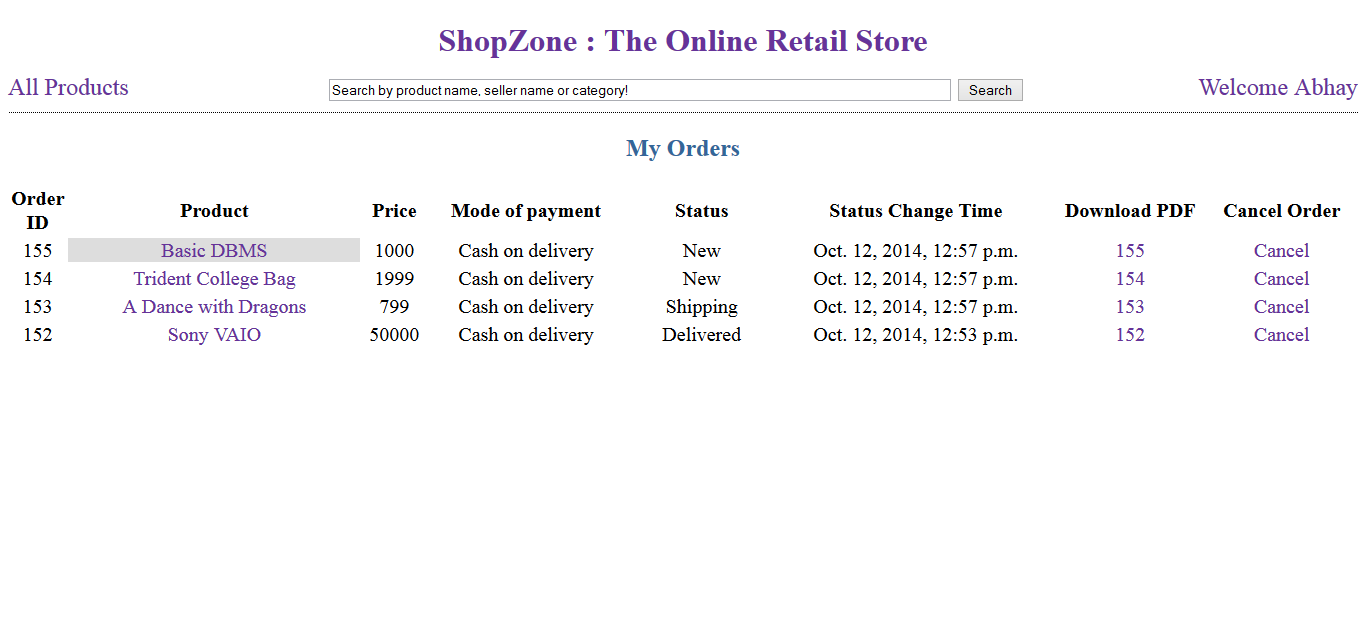 ShopZone : The Online Retail Store
All Products Search by product name, seller name or category! Search Welcome Abhay
My Orders
Order ID Product Price Mode of payment Status Status Change Time Download PDF Cancel Order
155 Basic DBMS 1000 Cash on delivery New Oct. 12, 2014, 12:57 p.m. 155 Cancel
154 Trident College Bag 1999 Cash on delivery New Oct. 12, 2014, 12:57 p.m. 154 Cancel
153 A Dance with Dragons 799 Cash on delivery Shipping Oct. 12, 2014, 12:57 p.m. 153 Cancel
152 Sony VAIO 50000 Cash on delivery Delivered Oct. 12, 2014, 12:53 p.m. 152 Cancel